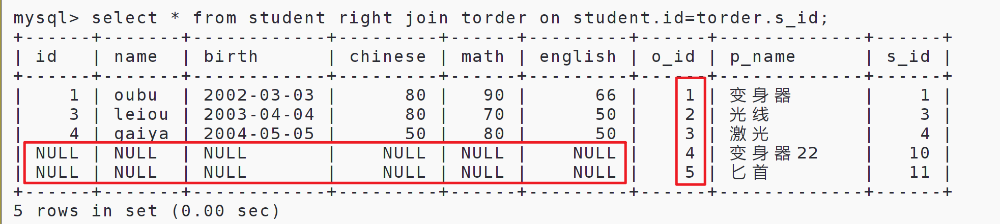 mysql> select * from student right join torder on student.id=torder.s_id;
+------+-------+------------+---------+------+---------+------+-------------+------+
| id   | name  | birth      | chinese | math | english | o_id | p_name      | s_id |
+------+-------+------------+---------+------+---------+------+-------------+------+
|    1 | oubu  | 2002-03-03 |      80 |   90 |      66 |    1 | 变身器      |    1 |
|    3 | leiou | 2003-04-04 |      80 |   70 |      50 |    2 | 光线        |    3 |
|    4 | gaiya | 2004-05-05 |      50 |   80 |      50 |    3 | 激光        |    4 |
| NULL | NULL  | NULL       |    NULL | NULL |    NULL |    4 | 变身器22    |   10 |
| NULL | NULL  | NULL       |    NULL | NULL |    NULL |    5 | 匕首        |   11 |
+------+-------+------------+---------+------+---------+------+-------------+------+
5 rows in set (0.00 sec)